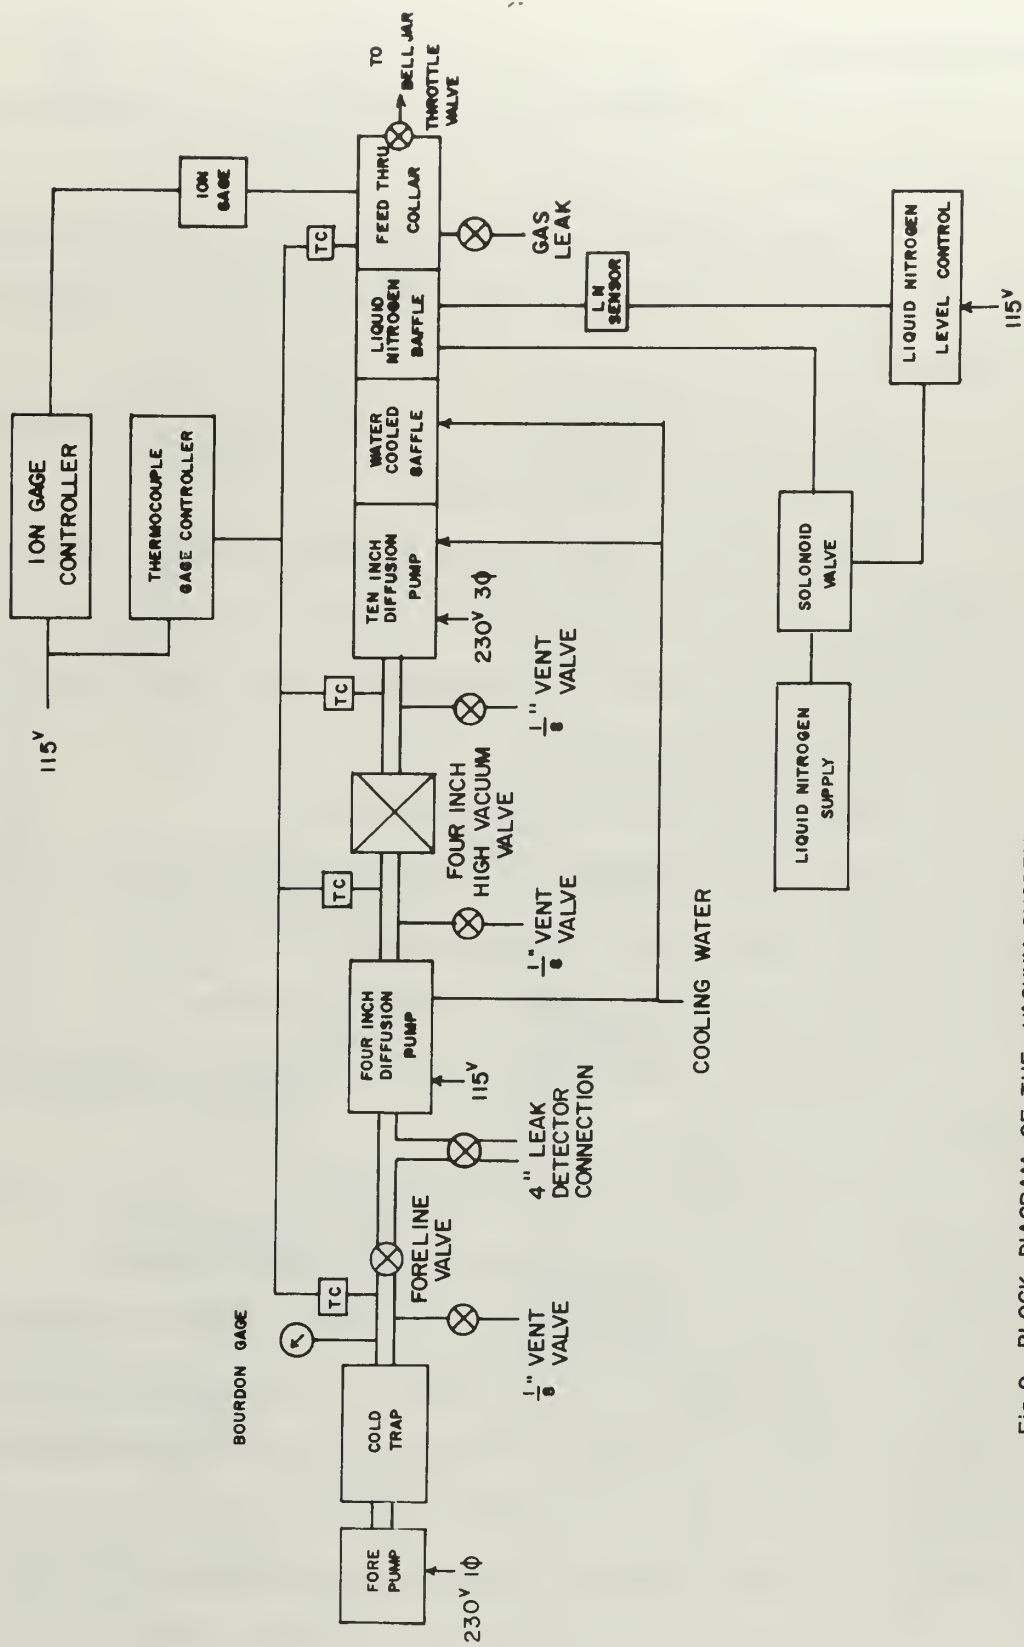 115V
ION GAGE
CONTROLLER
THERMOCOUPLE
GAGE CONTROLLER
ION
GAGE
TO
BELL JAR
THROTTLE
VALVE
BOURDON GAGE
TC
TC
TC
TC
FORE
PUMP
230V 1Φ
COLD
TRAP
FORELINE
VALVE
1/8" VENT
VALVE
4" LEAK
DETECTOR
CONNECTION
FOUR INCH
DIFFUSION
PUMP
115V
1/8" VENT
VALVE
FOUR INCH
HIGH VACUUM
VALVE
1/8" VENT
VALVE
TEN INCH
DIFFUSION
PUMP
230V 3Φ
WATER
COOLED
BAFFLE
LIQUID
NITROGEN
BAFFLE
FEED THRU
COLLAR
GAS
LEAK
LN
SENSOR
COOLING WATER
LIQUID NITROGEN
SUPPLY
SOLONOID
VALVE
LIQUID NITROGEN
LEVEL CONTROL
115V